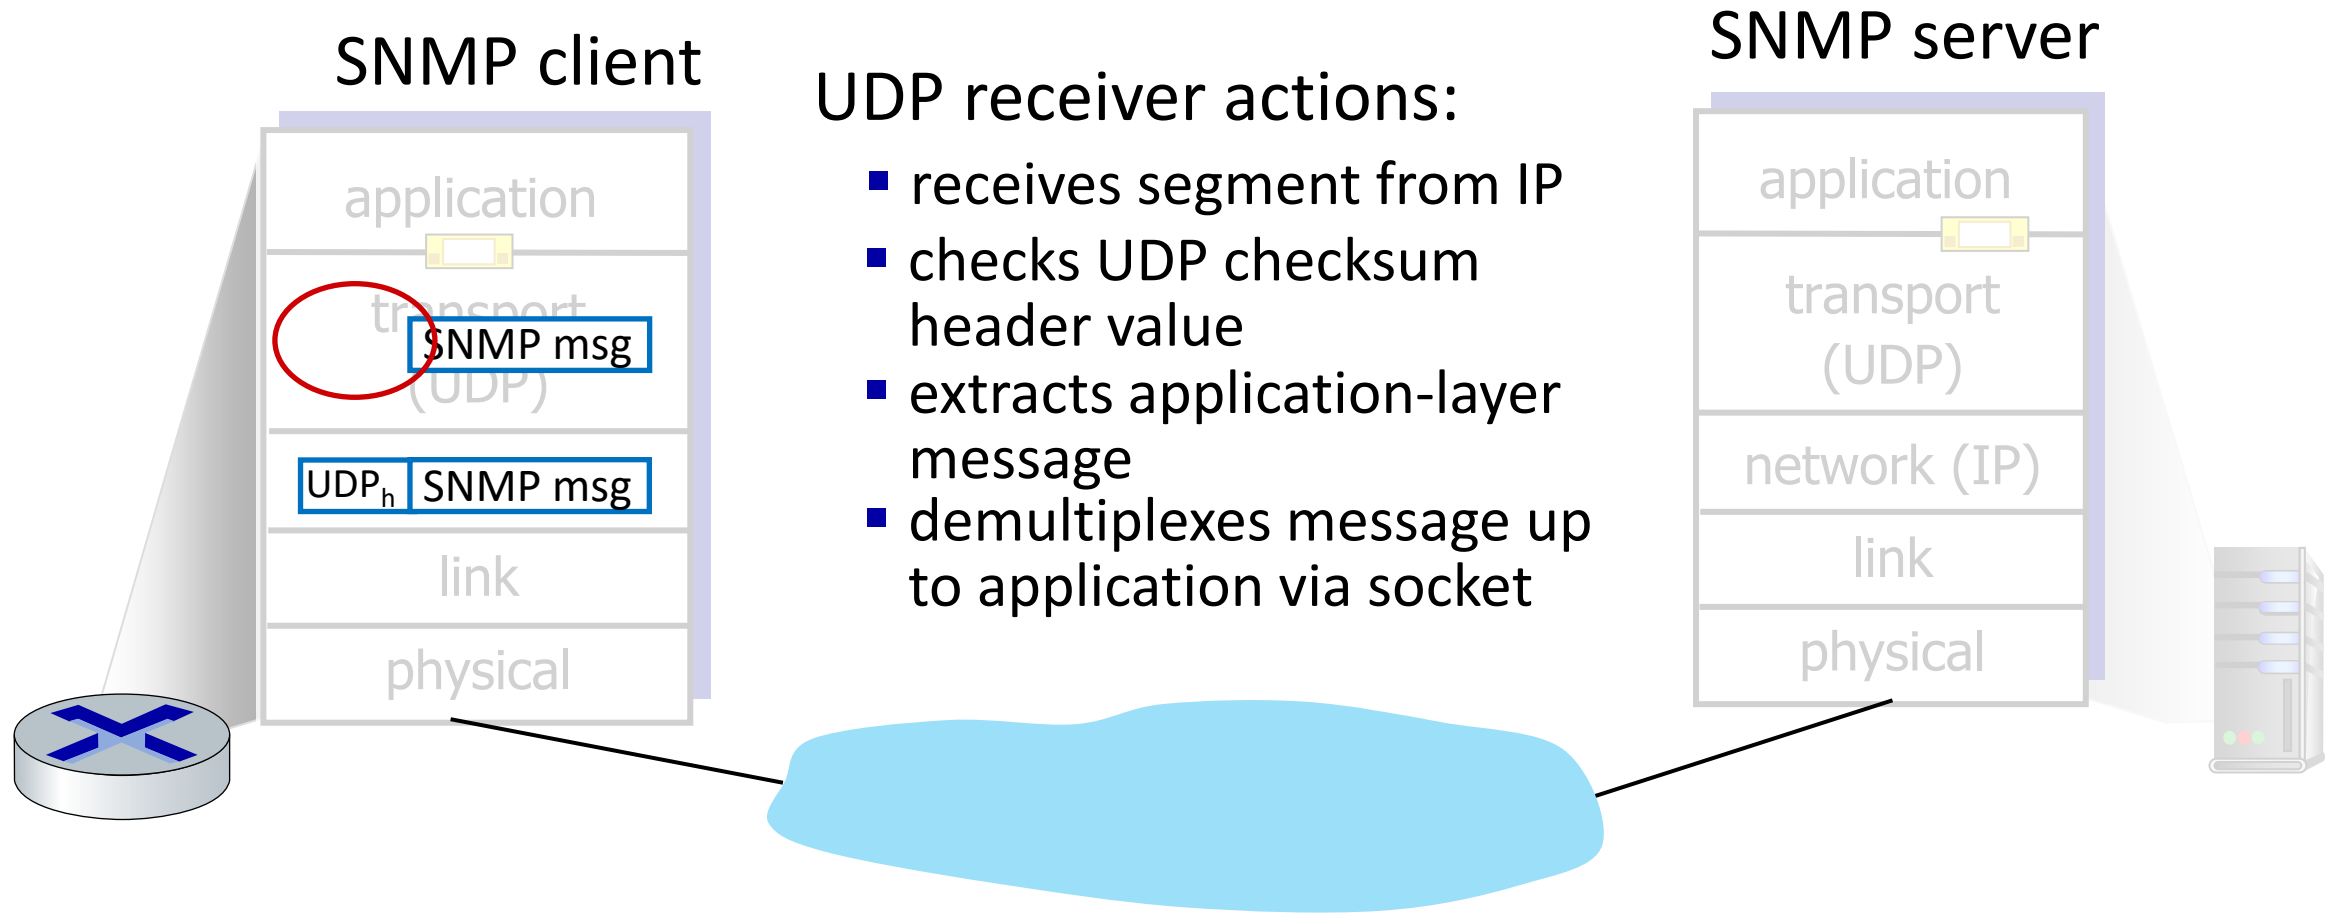 SNMP client
application
transport
SNMP msg
(UDP)
UDPh SNMP msg
link
physical
UDP receiver actions:
receives segment from IP
checks UDP checksum
header value
extracts application-layer
message
demultiplexes message up
to application via socket
SNMP server
application
transport
(UDP)
network (IP)
link
physical